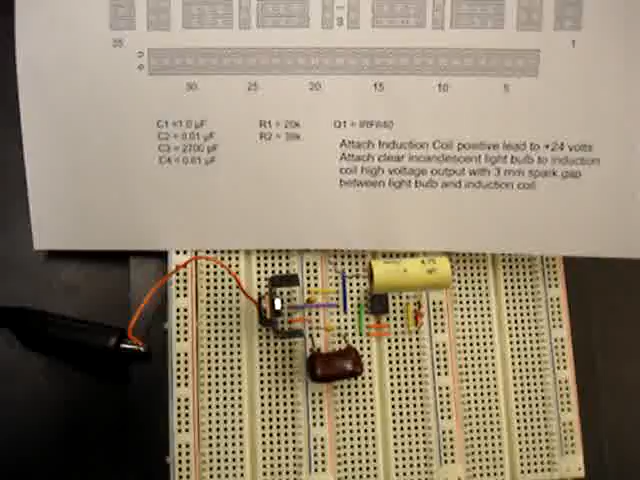 35 1
30 25 20 15 10 5
C1 =1.0 µF R1 = 20k Q1 = IRF840
C2 = 0.01 µF R2 = 39k
C3 = 2700 µF
C4 = 0.01 µF
Attach Induction Coil positive lead to +24 volts
Attach clear incandescent light bulb to induction
coil high voltage output with 3 mm spark gap
between light bulb and induction coil